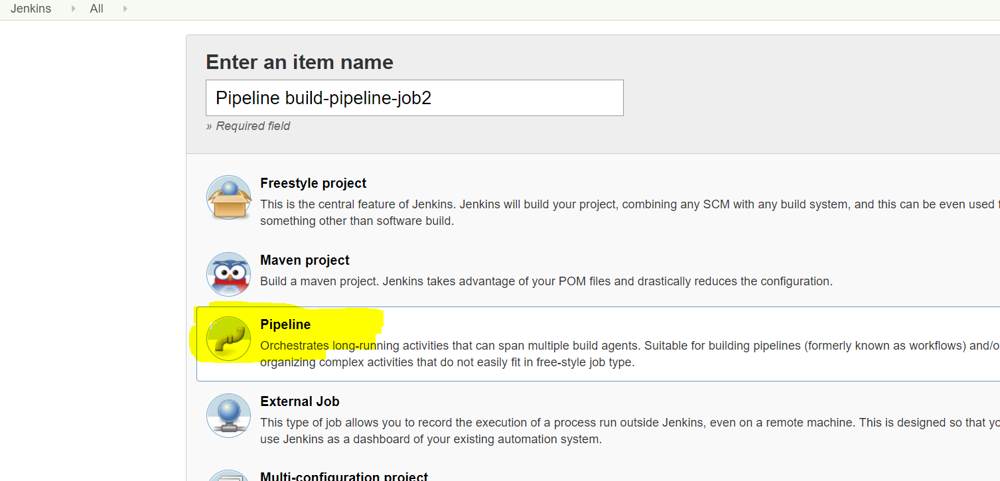 Jenkins All
Enter an item name
Pipeline build-pipeline-job2
» Required field
Freestyle project
This is the central feature of Jenkins. Jenkins will build your project, combining any SCM with any build system, and this can be even used
something other than software build.
Maven project
Build a maven project. Jenkins takes advantage of your POM files and drastically reduces the configuration.
Pipeline
Orchestrates long-running activities that can span multiple build agents. Suitable for building pipelines (formerly known as workflows) and/o
organizing complex activities that do not easily fit in free-style job type.
External Job
This type of job allows you to record the execution of a process run outside Jenkins, even on a remote machine. This is designed so that yo
use Jenkins as a dashboard of your existing automation system.
Multi-configuration project